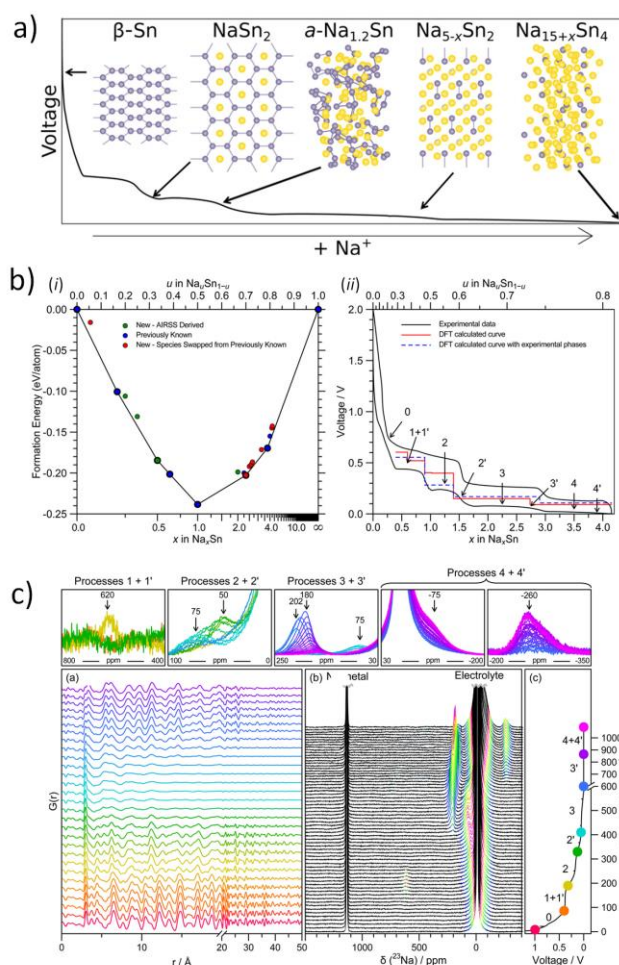 a)
β-Sn NaSn2 a-Na1.2Sn Na5-xSn2 Na15+xSn4
Voltage
+ Na+
b) (i) (ii)
u in NauSn1−u
0.0 0.1 0.2 0.3 0.4 0.5 0.6 0.7 0.8 0.9 1.0
New - AIRSS Derived
Previously Known
New - Species Swapped from Previously Known
Formation Energy (eV/atom)
0.00
-0.05
-0.10
-0.15
-0.20
-0.25
0.0 0.5 1.0 2.0 4.0 10.0 ∞
x in NaxSn
u in NauSn1−u
0.0 0.3 0.5 0.6 0.7 0.8
Experimental data
DFT calculated curve
DFT calculated curve with experimental phases
Voltage / V
2.0
1.5
1.0
0.5
0.0
0 1+1' 2 2' 3 3' 4 4'
0.0 0.5 1.0 1.5 2.0 2.5 3.0 3.5 4.0
x in NaxSn
c)
Processes 1 + 1' Processes 2 + 2' Processes 3 + 3' Processes 4 + 4'
620 75 50 202 180 75 -75 -260
800 ppm 400 100 ppm 0 250 ppm 30 30 ppm -200 -200 ppm -350
(a) (b) metal Electrolyte (c)
G(r)
4+4'
3'
3
2'
2
1+1'
0
1000
900
800
700
600
500
400
300
200
100
0
0 10 20 30 40 50 1000 500 0 1.0 0.5 0
r / Å δ (23Na) / ppm Voltage / V